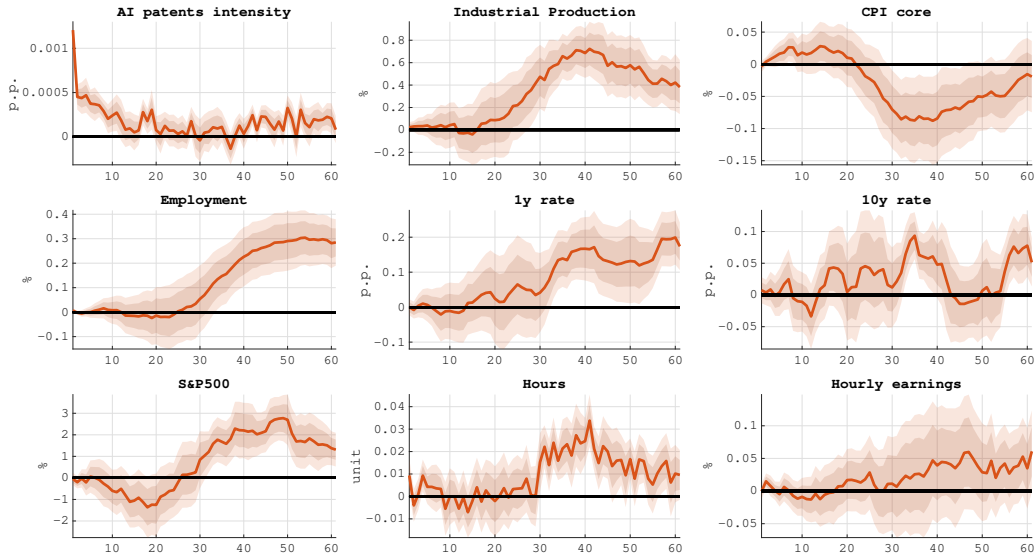 AI patents intensity
p.p.
0.001
0.0005
0
10 20 30 40 50 60
Industrial Production
%
0.8
0.6
0.4
0.2
0
−0.2
10 20 30 40 50 60
CPI core
%
0.05
0
−0.05
−0.1
−0.15
10 20 30 40 50 60
Employment
%
0.4
0.3
0.2
0.1
0
−0.1
10 20 30 40 50 60
1y rate
p.p.
0.2
0.1
0
−0.1
10 20 30 40 50 60
10y rate
p.p.
0.1
0.05
0
−0.05
10 20 30 40 50 60
S&P500
%
3
2
1
0
−1
−2
10 20 30 40 50 60
Hours
unit
0.04
0.03
0.02
0.01
0
−0.01
10 20 30 40 50 60
Hourly earnings
%
0.1
0.05
0
−0.05
10 20 30 40 50 60